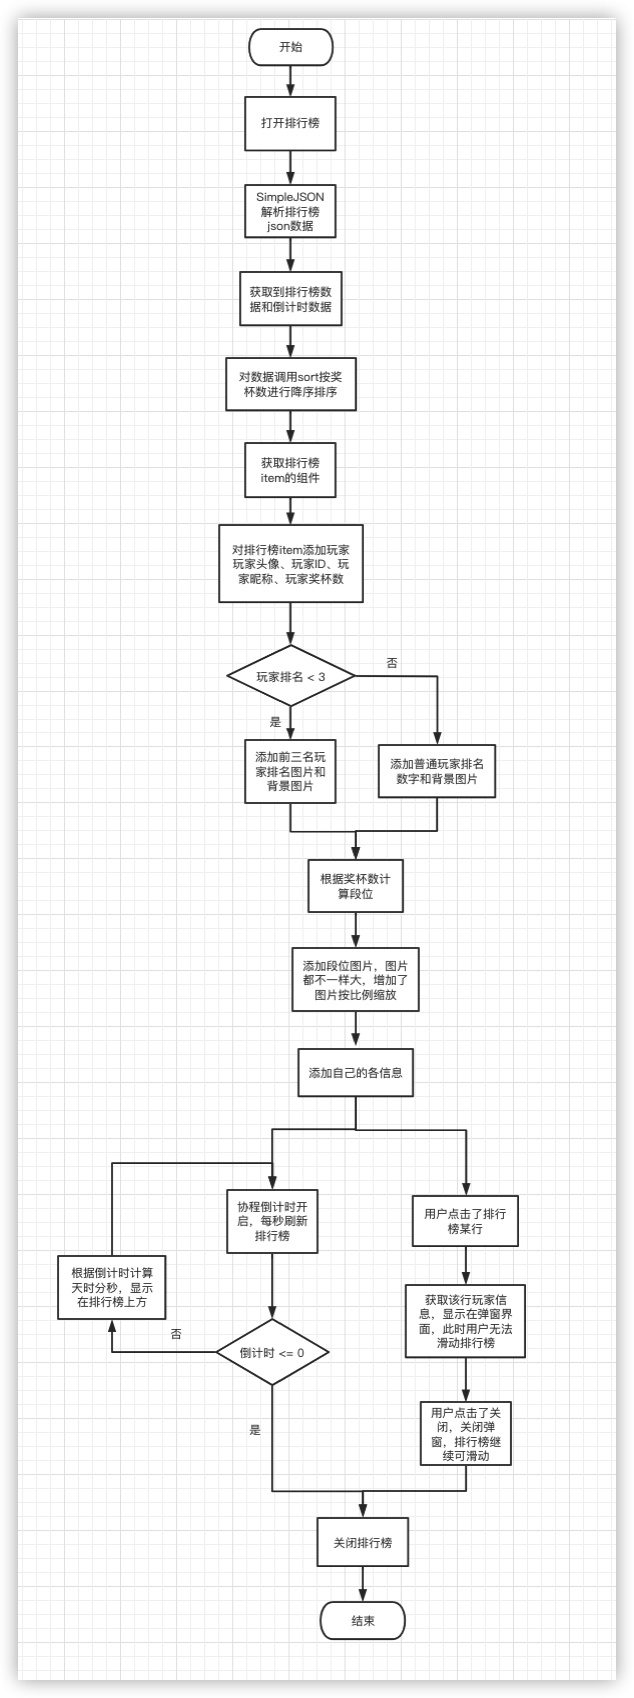 开始
打开排行榜
SimpleJSON
解析排行榜
json数据
获取到排行榜数
据和倒计时数据
对数据调用sort按奖
杯数进行降序排序
获取排行榜
item的组件
对排行榜item添加玩家
玩家头像、玩家ID、玩
家昵称、玩家奖杯数
玩家排名 < 3
否
是
添加前三名玩
家排名图片和
背景图片
添加普通玩家排名
数字和背景图片
根据奖杯数计
算段位
添加段位图片，图片
都不一样大，增加了
图片按比例缩放
添加自己的各信息
协程倒计时开
启，每秒刷新
排行榜
用户点击了排行
榜某行
根据倒计时计算
天时分秒，显示
在排行榜上方
获取该行玩家信
息，显示在弹窗界
面，此时用户无法
滑动排行榜
否
倒计时 <= 0
是
用户点击了关
闭，关闭弹
窗，排行榜继
续可滑动
关闭排行榜
结束